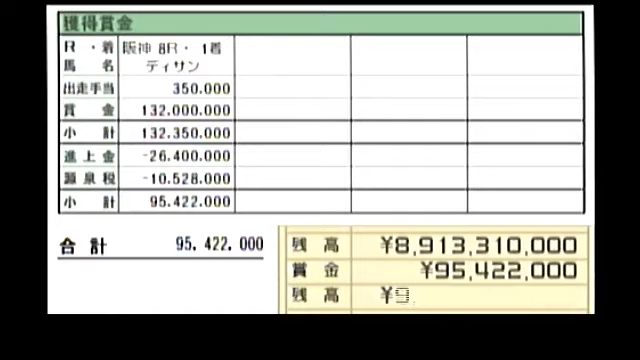 獲得賞金
R・着 阪神 8R・ 1着
馬名 ディサン
出走手当 350.000
賞金 132.000.000
小計 132.350.000
進上金 -26.400.000
源泉税 -10.528.000
小計 95.422.000
合計 95.422.000
残高 ¥8,913,310,000
賞金 ¥95,422,000
残高 ¥9